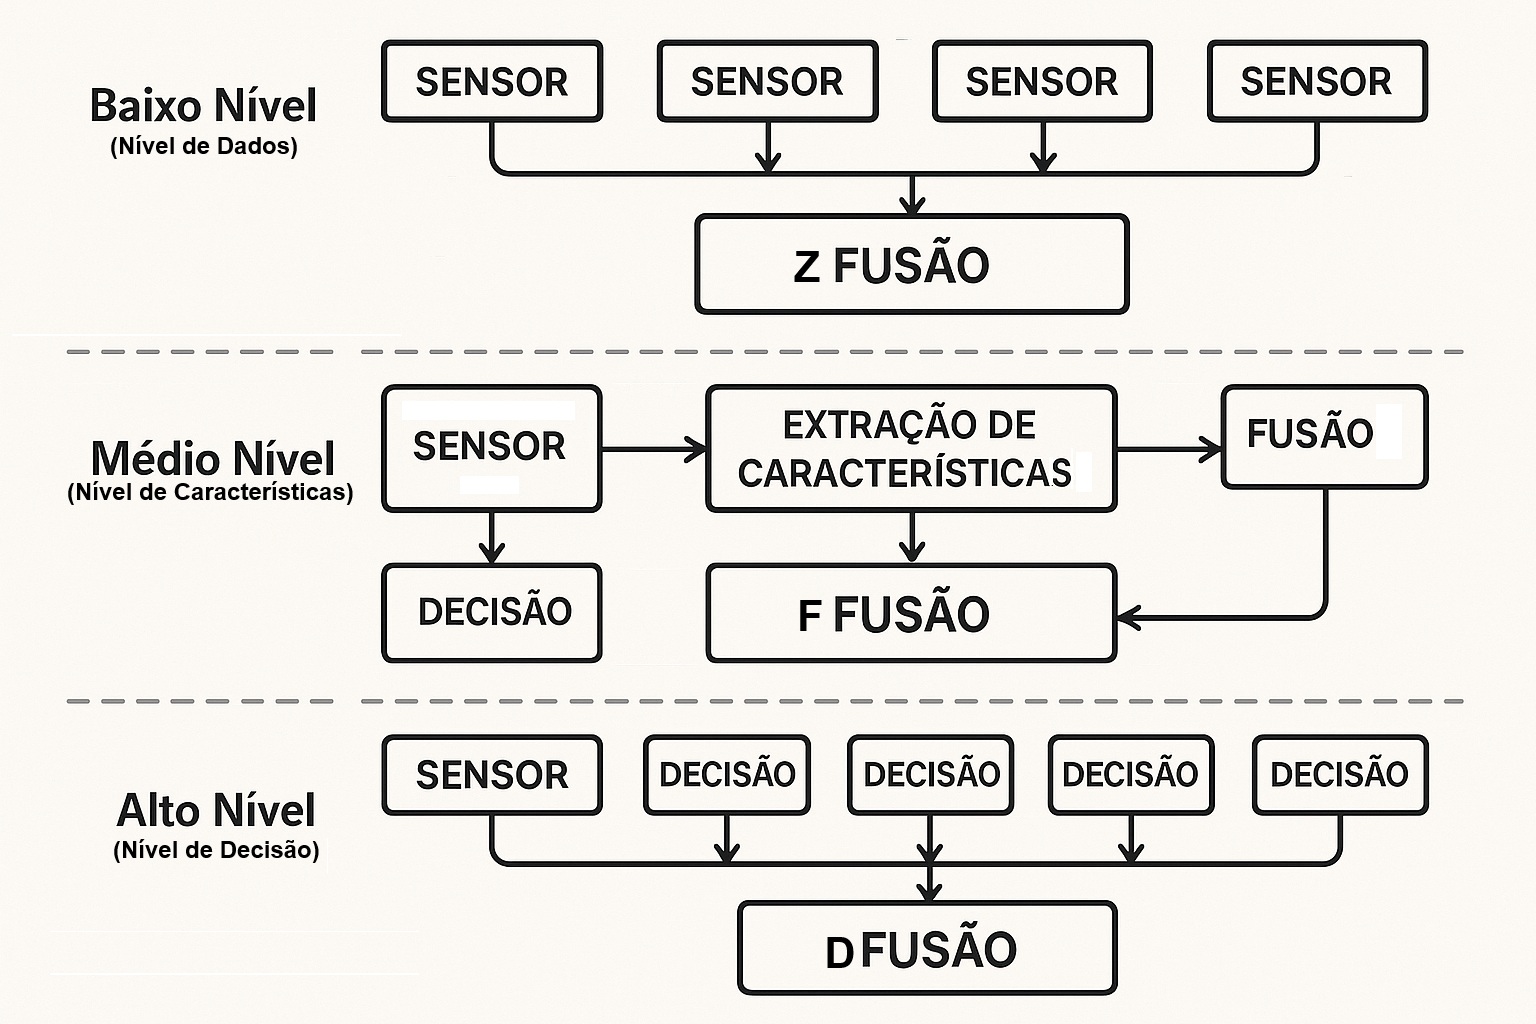 Baixo Nível
(Nível de Dados)
SENSOR
SENSOR
SENSOR
SENSOR
Z FUSÃO
Médio Nível
(Nível de Características)
SENSOR
EXTRAÇÃO DE
CARACTERÍSTICAS
FUSÃO
DECISÃO
F FUSÃO
Alto Nível
(Nível de Decisão)
SENSOR
DECISÃO
DECISÃO
DECISÃO
DECISÃO
D FUSÃO